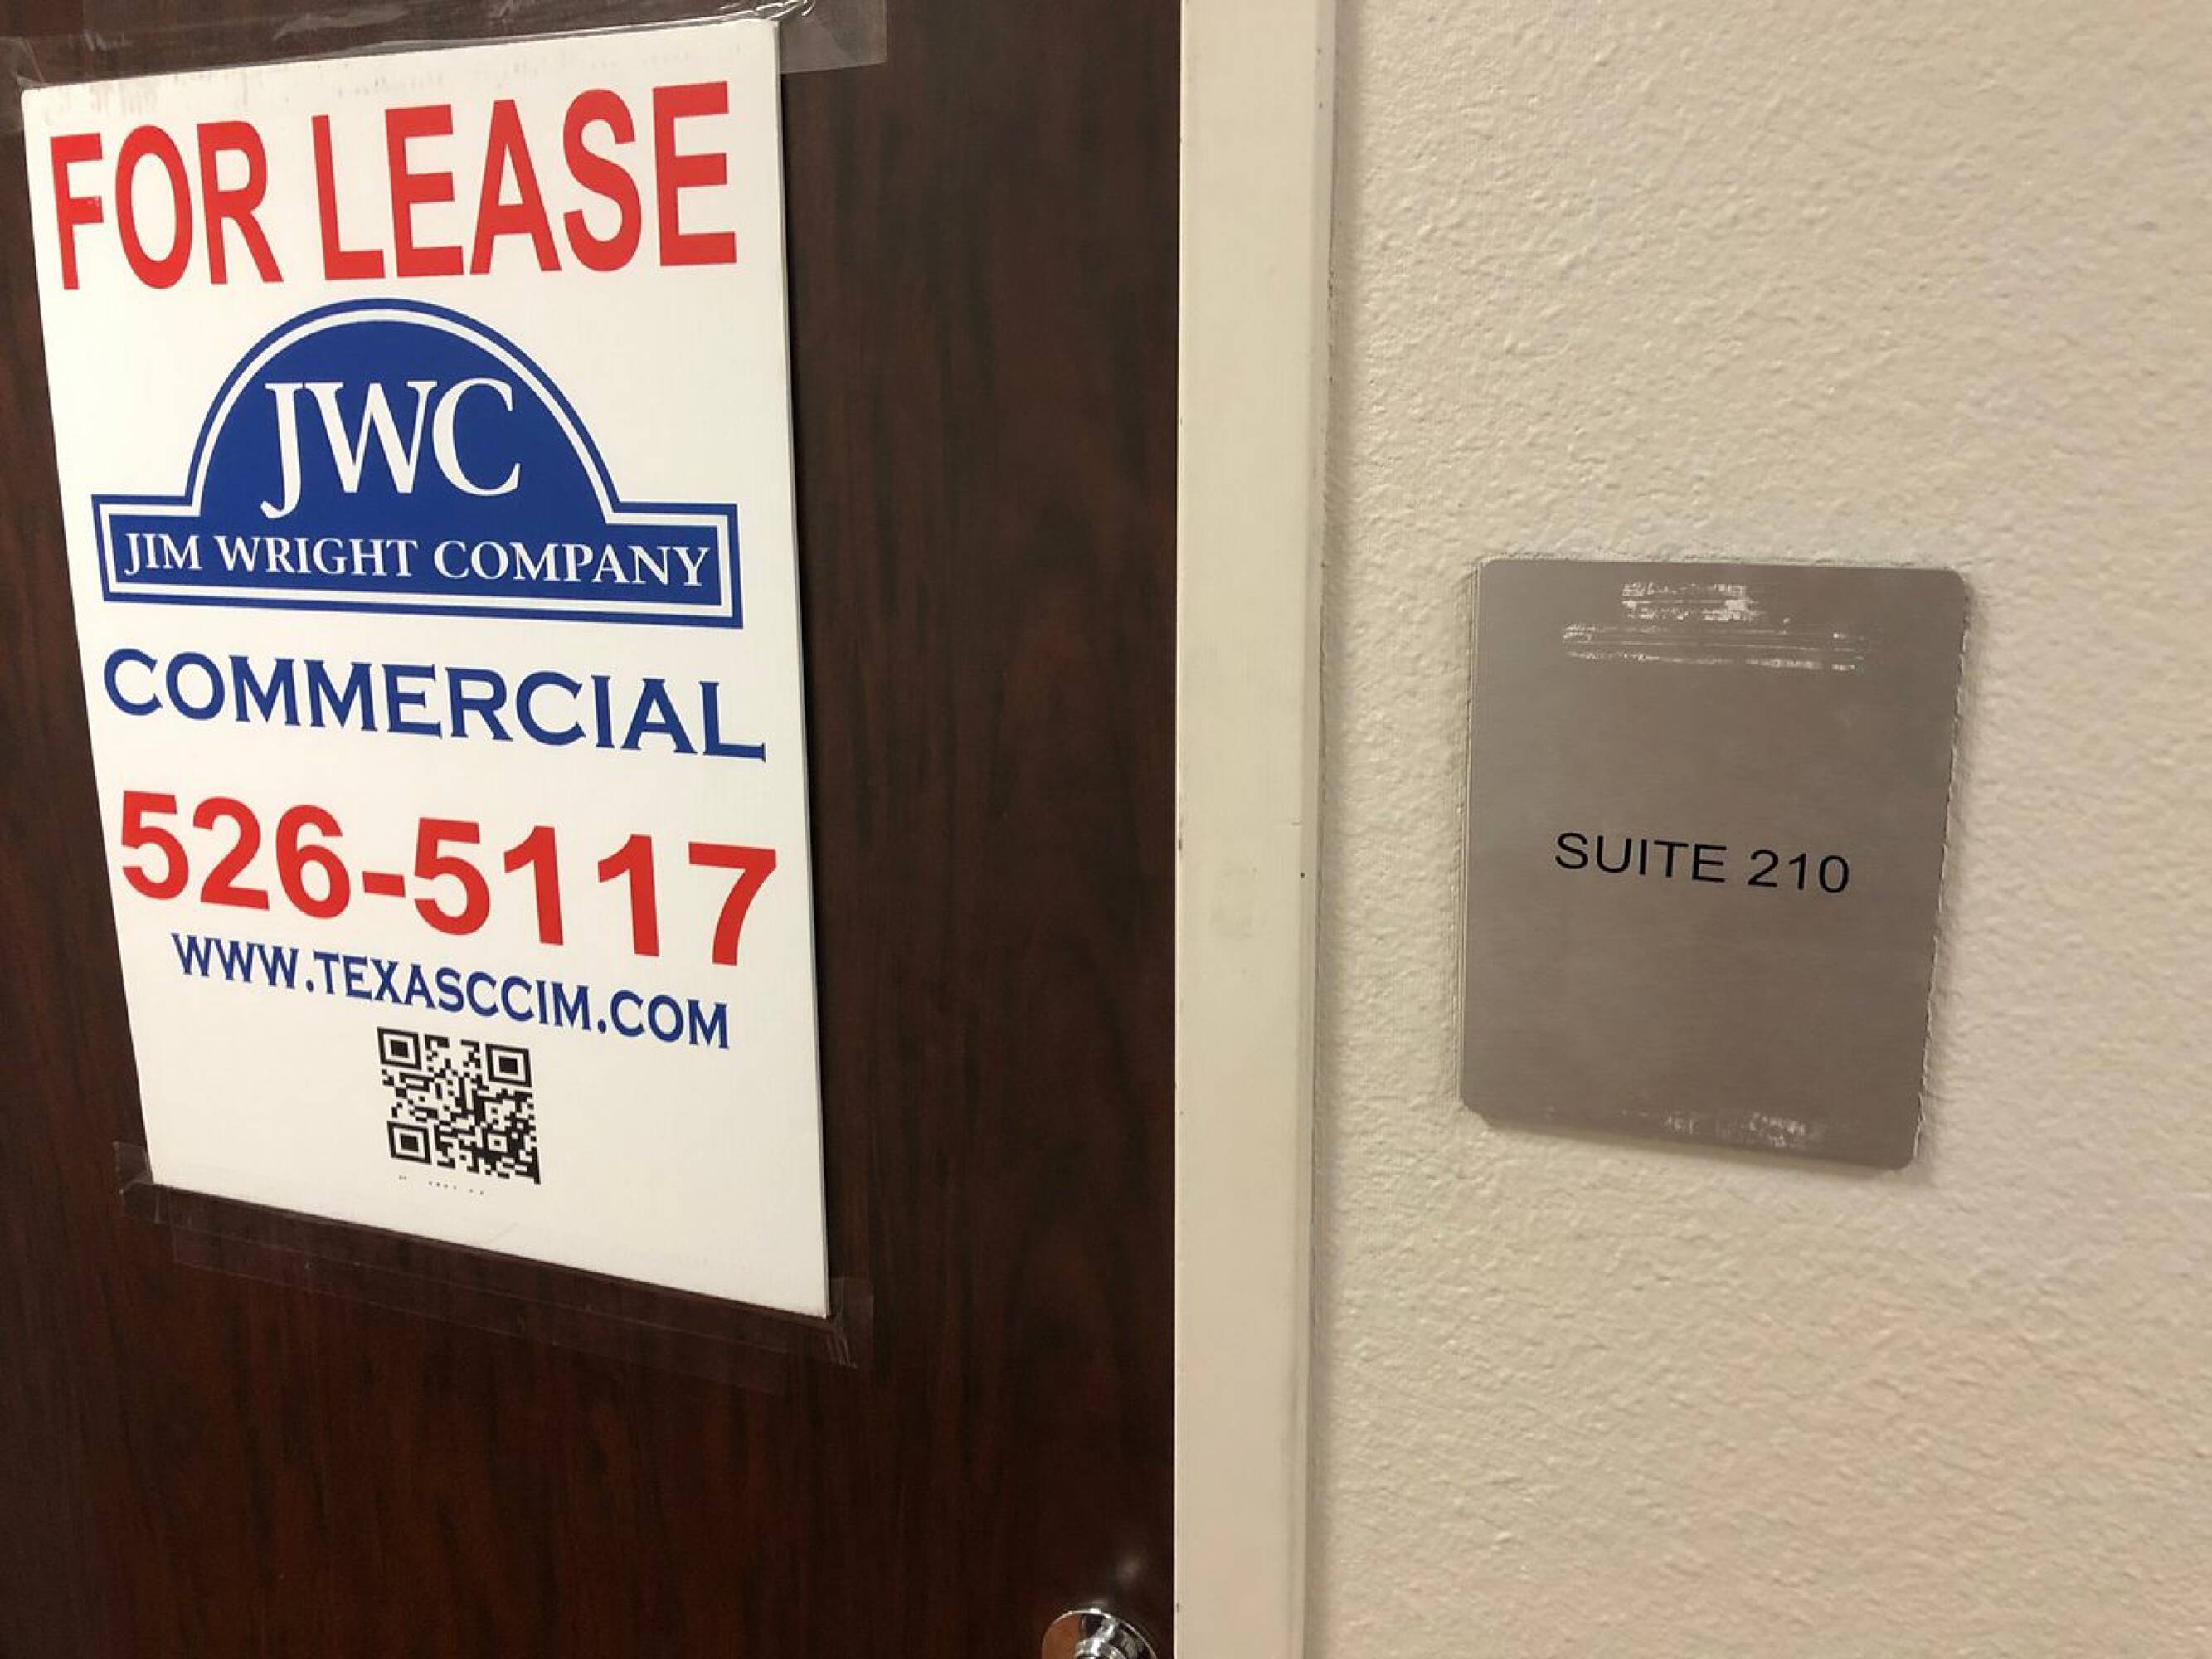 FOR LEASE
JWC
JIM WRIGHT COMPANY
COMMERCIAL
526-5117
WWW.TEXASCCIM.COM
SUITE 210